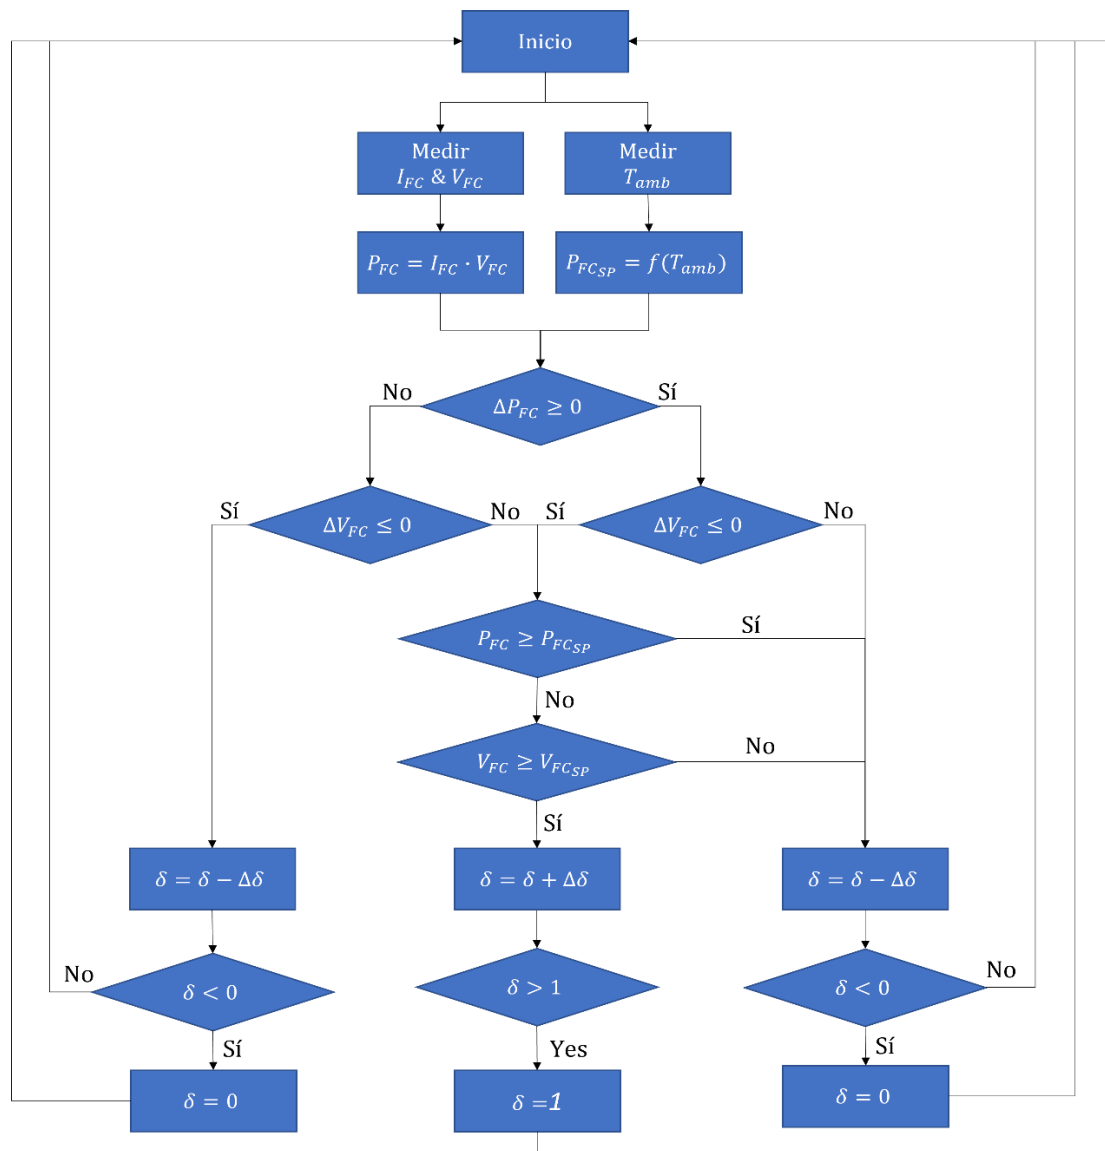 Inicio
Medir
I_FC & V_FC
Medir
T_amb
P_FC = I_FC · V_FC
P_FC_SP = f(T_amb)
No
Sí
ΔP_FC ≥ 0
Sí
ΔV_FC ≤ 0
No
Sí
ΔV_FC ≤ 0
No
P_FC ≥ P_FC_SP
Sí
No
V_FC ≥ V_FC_SP
No
Sí
δ = δ − Δδ
δ = δ + Δδ
δ = δ − Δδ
No
δ < 0
δ > 1
δ < 0
No
Sí
Yes
Sí
δ = 0
δ =1
δ = 0